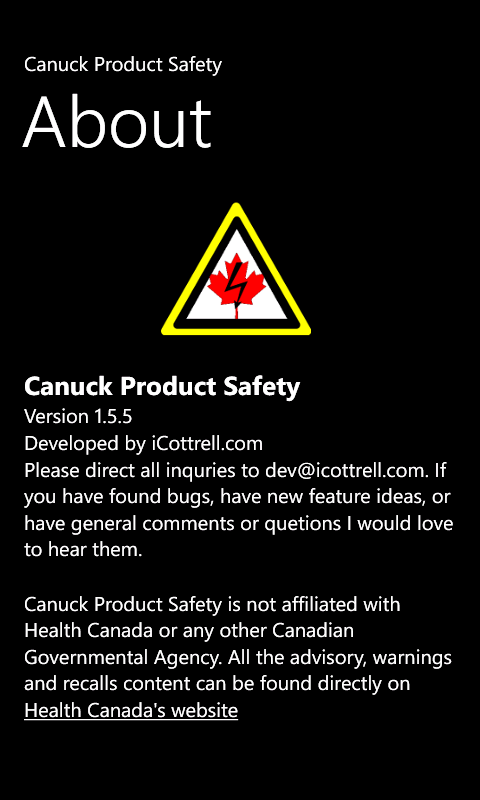 Canuck Product Safety
About
Canuck Product Safety
Version 1.5.5
Developed by iCottrell.com
Please direct all inquries to dev@icottrell.com. If
you have found bugs, have new feature ideas, or
have general comments or quetions I would love
to hear them.
Canuck Product Safety is not affiliated with
Health Canada or any other Canadian
Governmental Agency. All the advisory, warnings
and recalls content can be found directly on
Health Canada's website